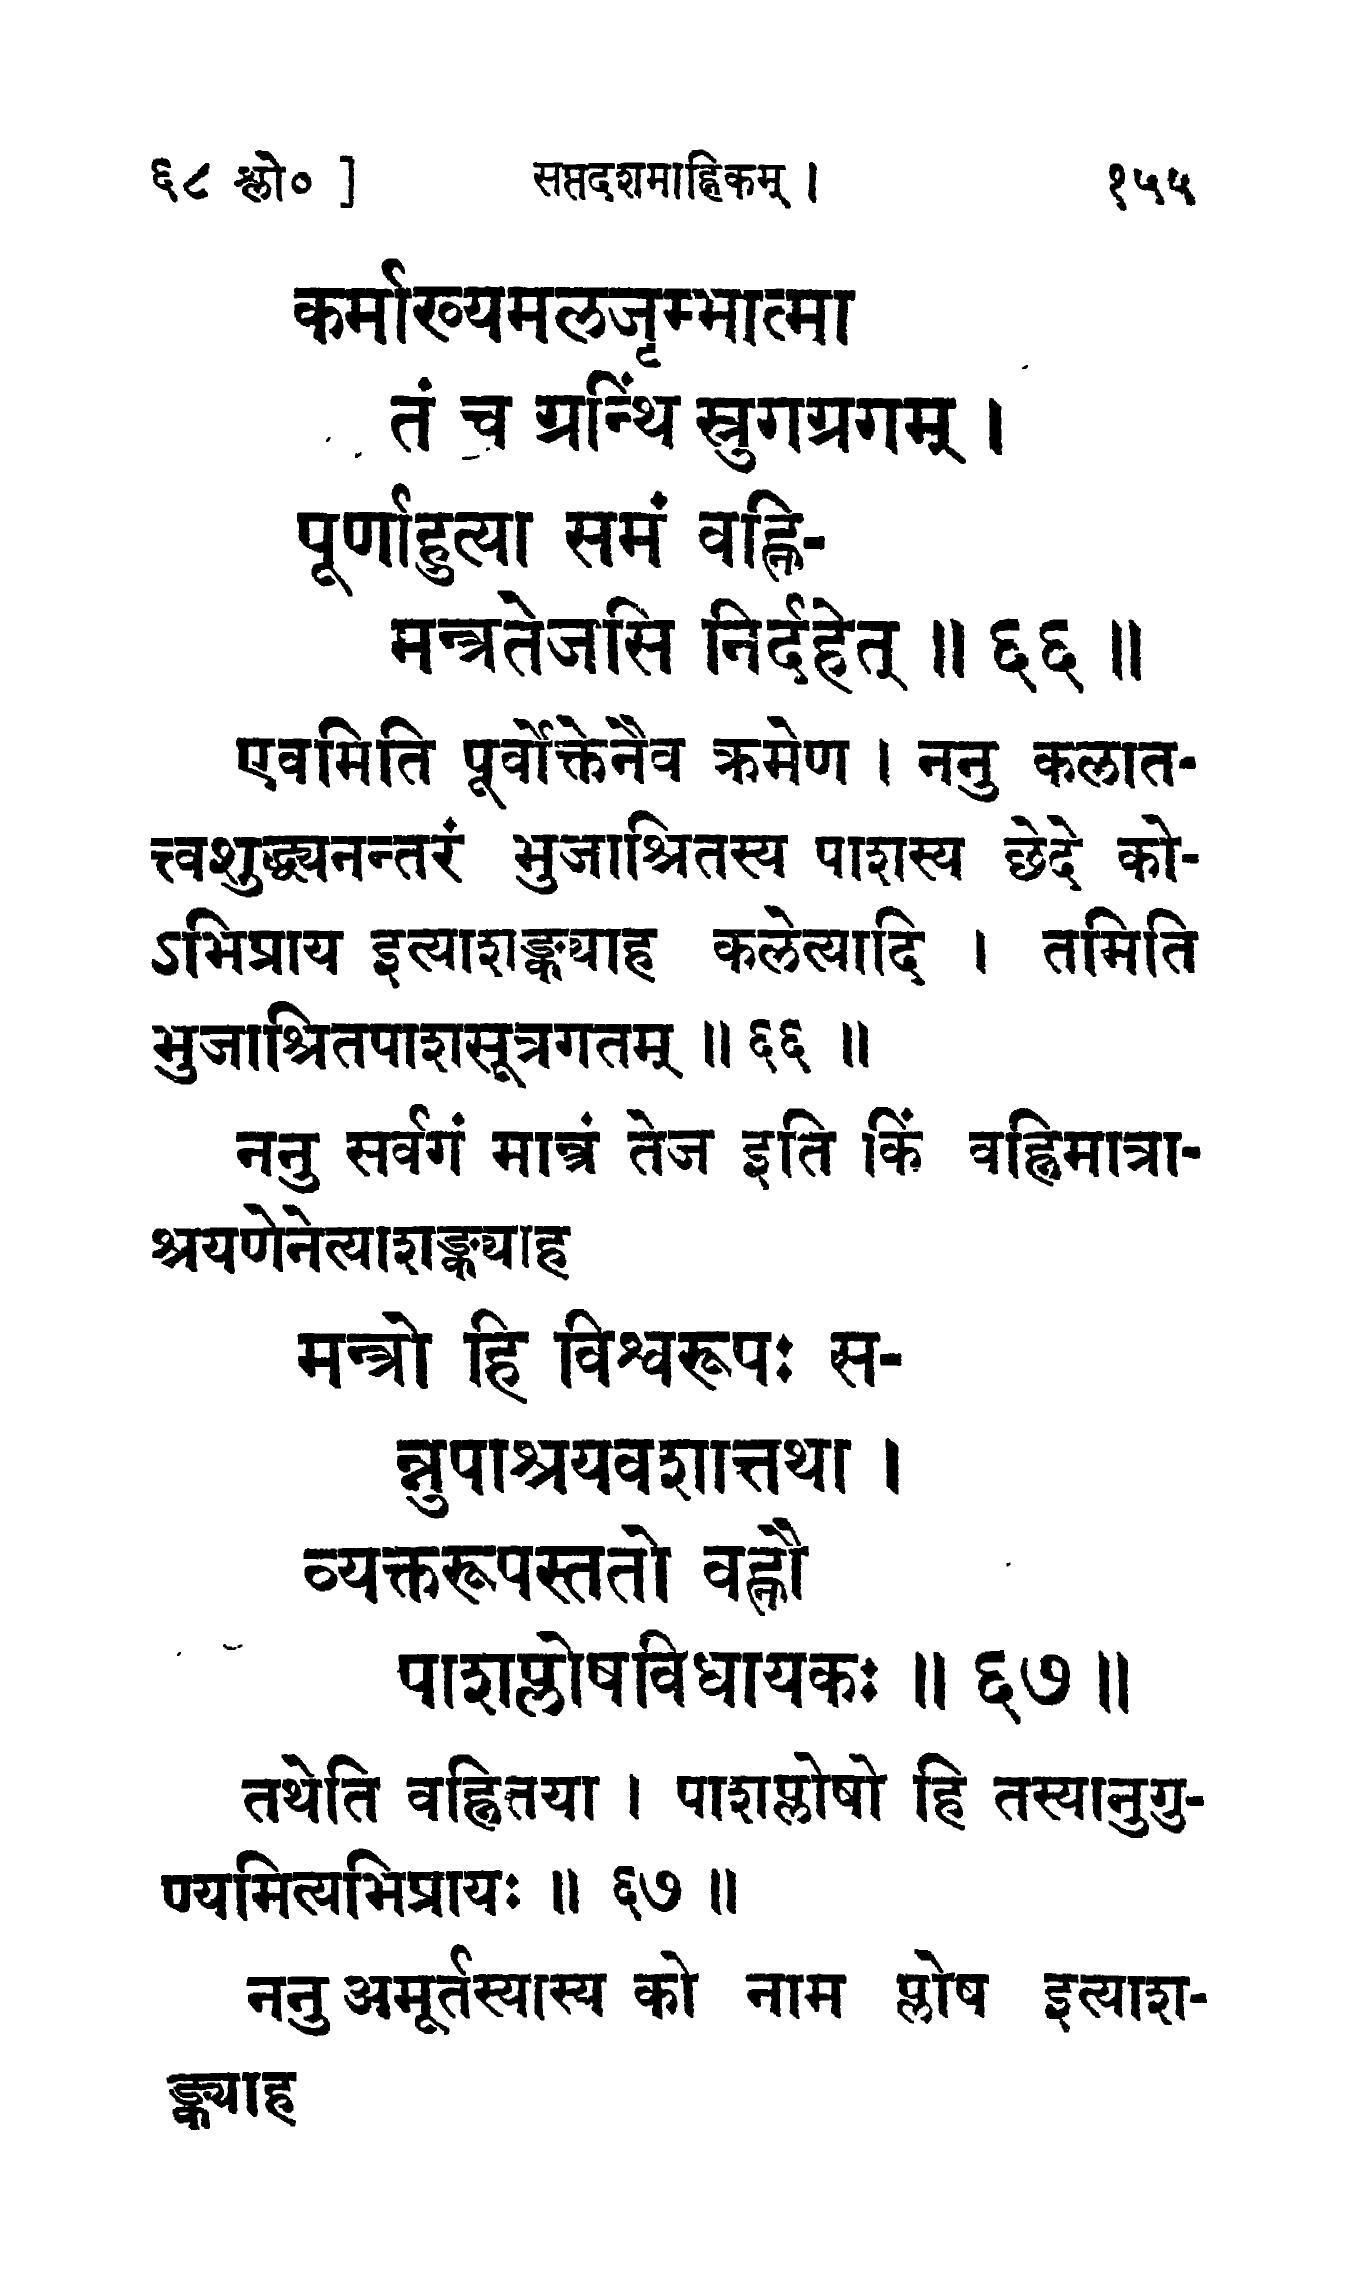 ६८ श्लो० ] सप्तदशमाह्निकम् । १५५
कर्माख्यमलजृम्भात्मा
तं च ग्रन्थिं स्रुगग्रगम् ।
पूर्णाहुत्या समं वह्नि-
मन्त्रतेजसि निर्दहेत् ॥ ६६ ॥
एवमिति पूर्वोक्तेनैव क्रमेण । ननु कलात-
त्त्वशुद्ध्यनन्तरं भुजाश्रितस्य पाशस्य छेदे को-
ऽभिप्राय इत्याशङ्क्याह कलेत्यादि । तमिति
भुजाश्रितपाशसूत्रगतम् ॥ ६६ ॥
ननु सर्वगं मान्त्रं तेज इति किं वह्निमात्रा-
श्रयणेनेत्याशङ्क्याह
मन्त्रो हि विश्वरूपः स-
न्नुपाश्रयवशात्तथा ।
व्यक्तरूपस्ततो वह्नौ
पाशप्लोषविधायकः ॥ ६७ ॥
तथेति वह्नितया । पाशप्लोषो हि तस्यानुगु-
ण्यमित्यभिप्रायः ॥ ६७ ॥
ननु अमूर्तस्यास्य को नाम प्लोष इत्याश-
ङ्क्याह